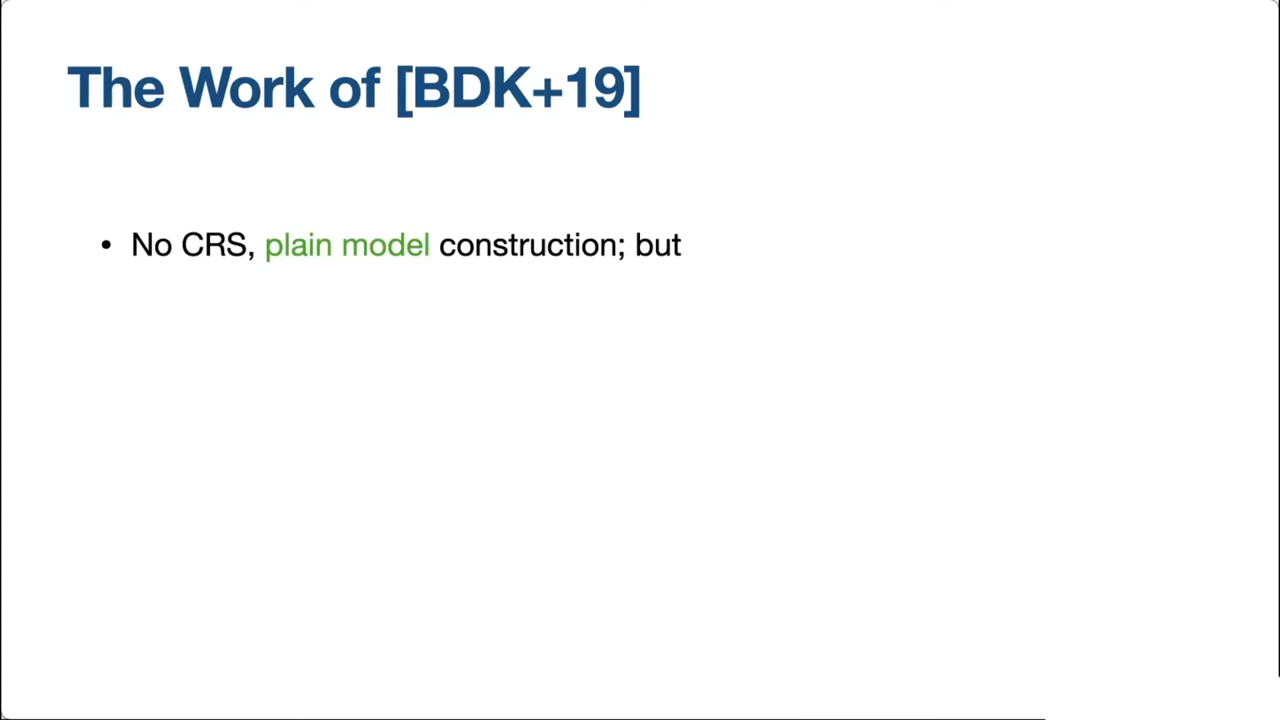 The Work of [BDK+19]
• No CRS, plain model construction; but